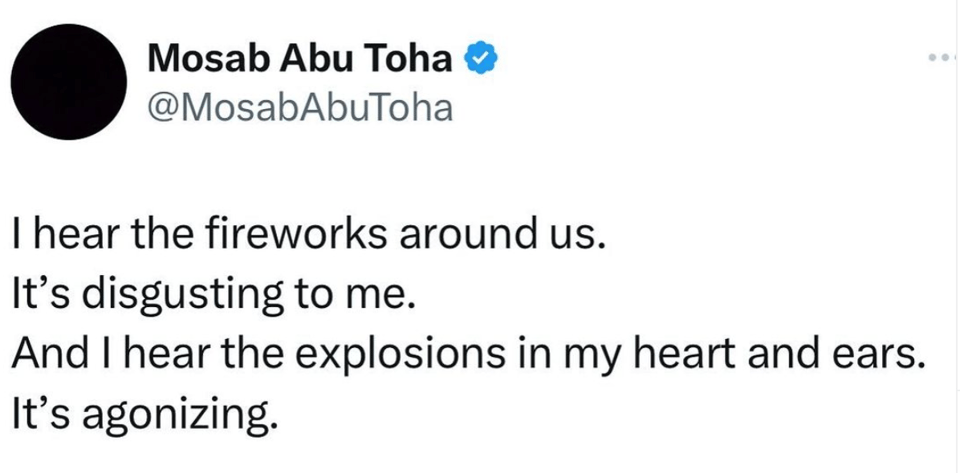 Mosab Abu Toha
@MosabAbuToha
I hear the fireworks around us.
It’s disgusting to me.
And I hear the explosions in my heart and ears.
It’s agonizing.